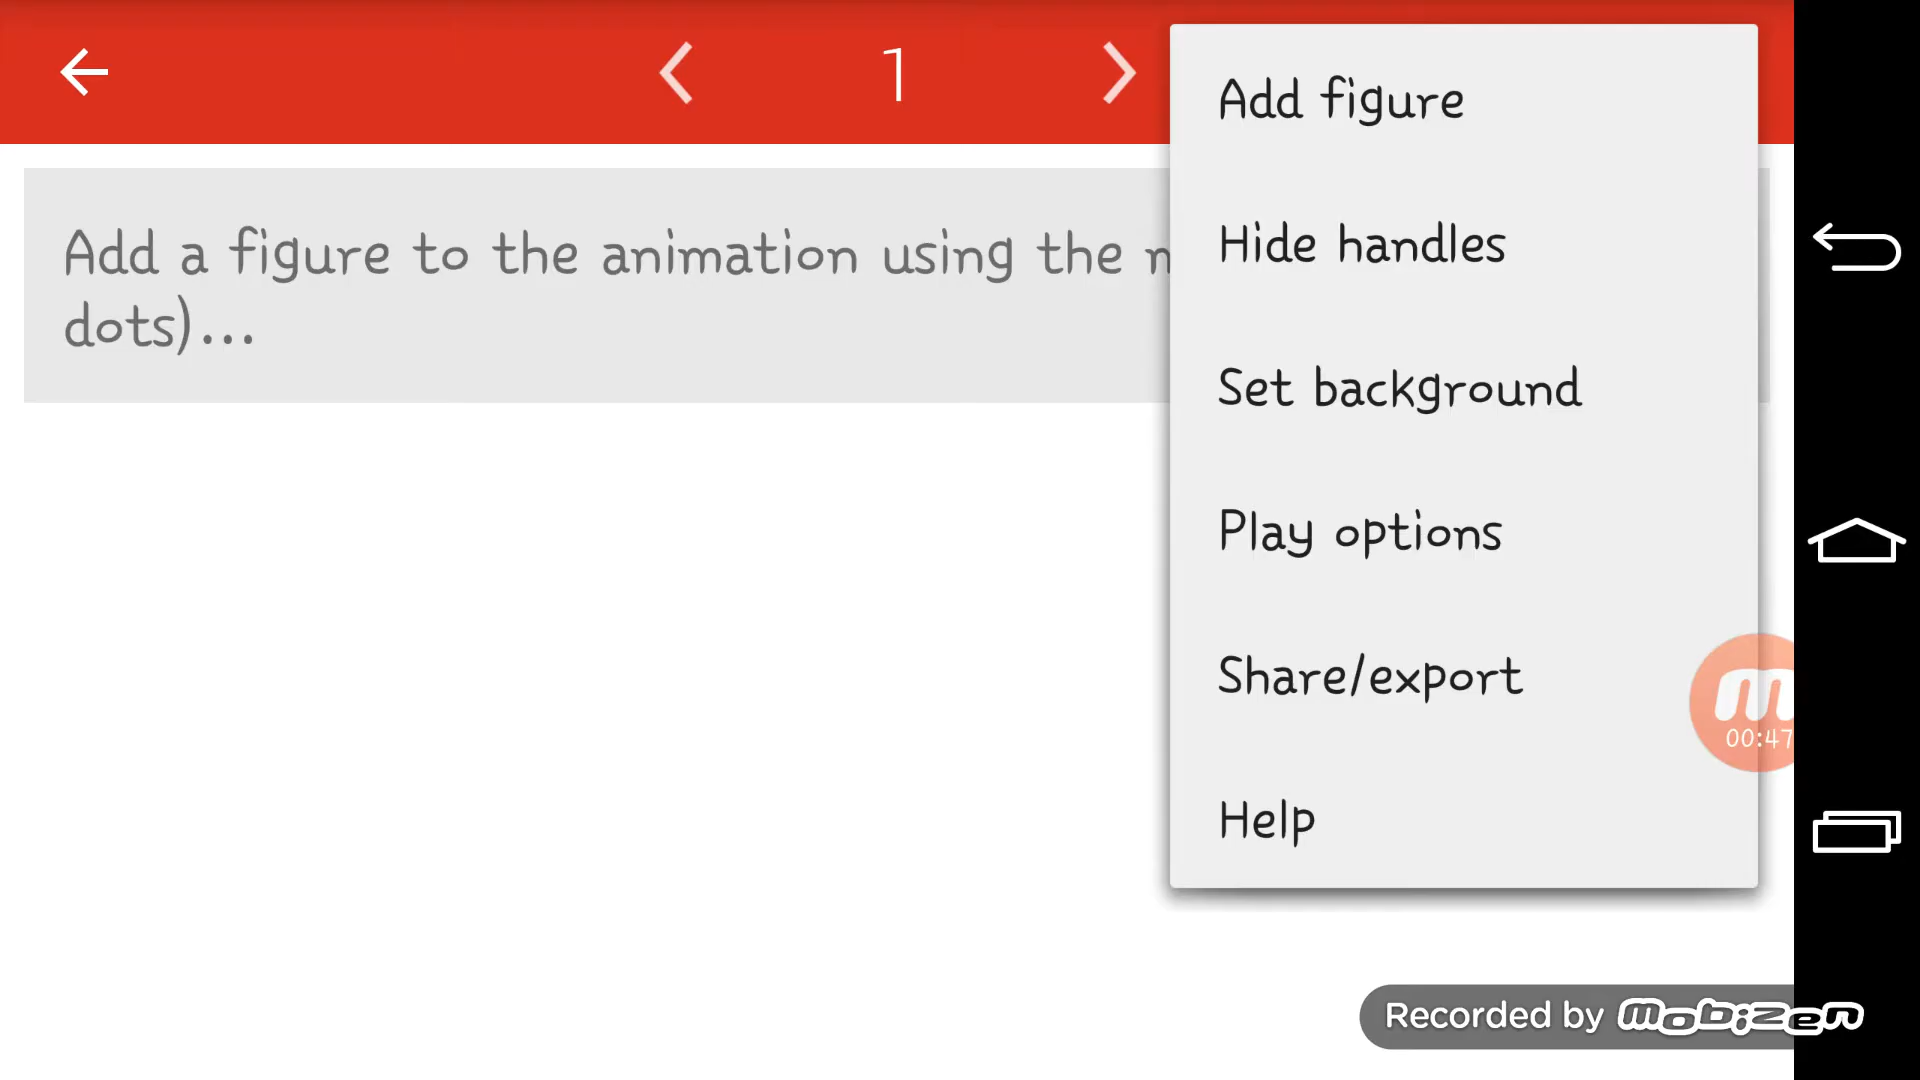 1
Add a figure to the animation using the
dots)...
Add figure
Hide handles
Set background
Play options
Share/export
Help
00:47
Recorded by mobizen